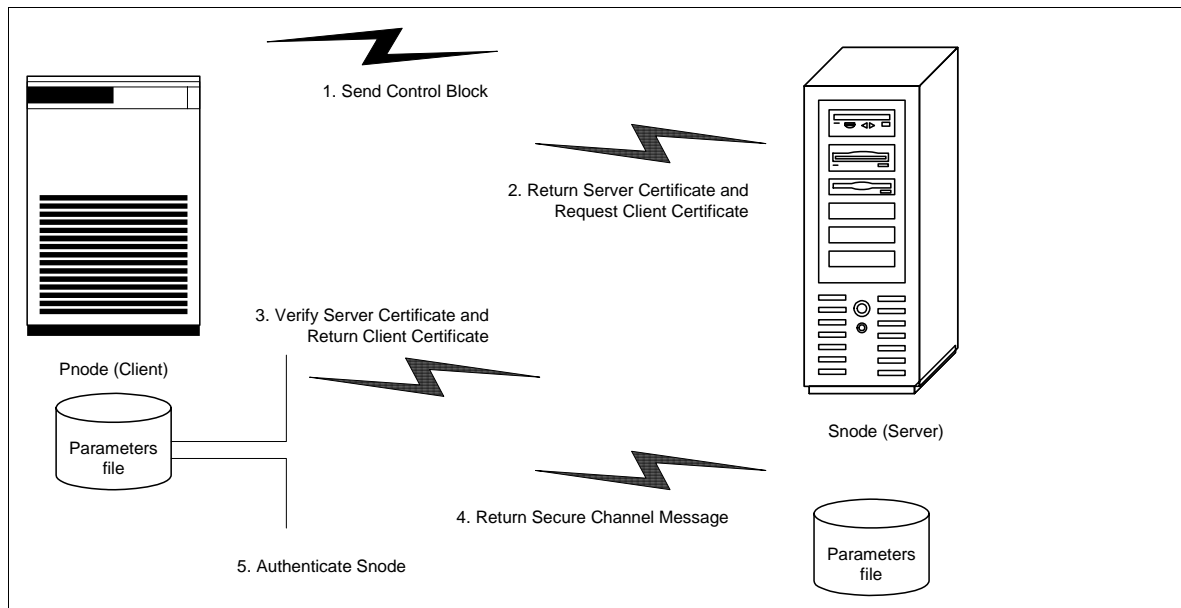 1. Send Control Block
2. Return Server Certificate and
Request Client Certificate
3. Verify Server Certificate and
Return Client Certificate
Pnode (Client)
Parameters
file
Snode (Server)
4. Return Secure Channel Message
5. Authenticate Snode
Parameters
file